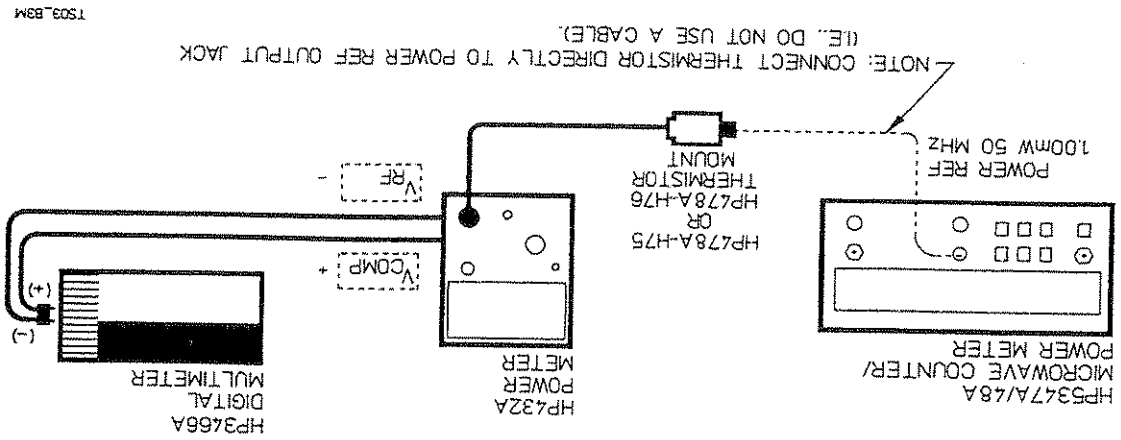 HP5347A/48A
MICROWAVE COUNTER/
POWER METER
HP432A
POWER
METER
HP3466A
DIGITAL
MULTIMETER
(-)
(+)
VCOMP +
VRF -
POWER REF
1.00mW 50 MHz
HP478A-H75
OR
HP478A-H76
THERMISTOR
MOUNT
NOTE: CONNECT THERMISTOR DIRECTLY TO POWER REF OUTPUT JACK
(I.E., DO NOT USE A CABLE).
TS03_B3M